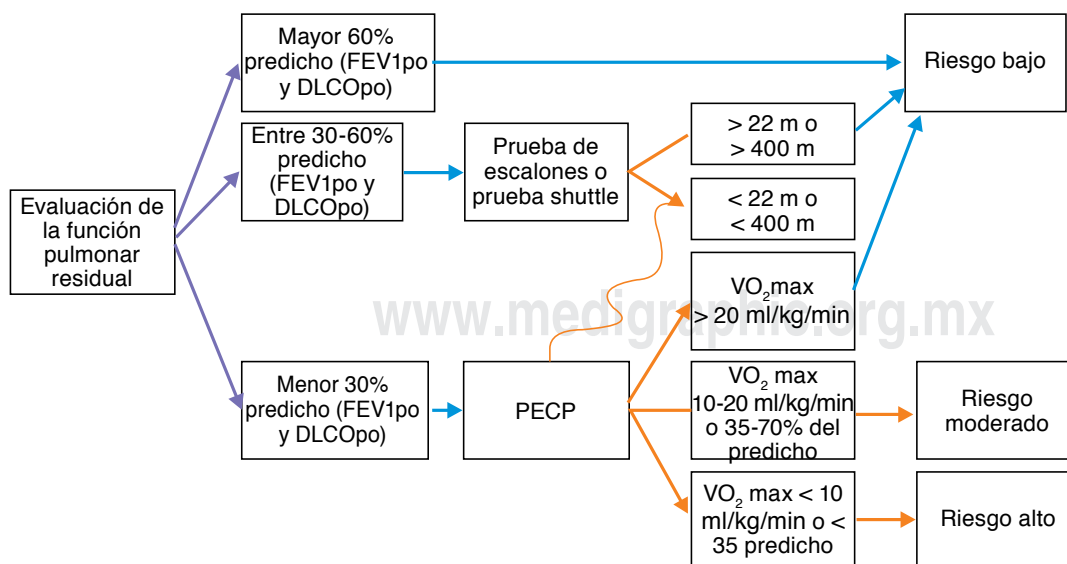 Evaluación de
la función
pulmonar
residual
Mayor 60%
predicho (FEV1po
y DLCOpo)
Entre 30-60%
predicho
(FEV1po y
DLCOpo)
Menor 30%
predicho (FEV1po
y DLCOpo)
Prueba de
escalones o
prueba shuttle
PECP
> 22 m o
> 400 m
< 22 m o
< 400 m
VO₂max
> 20 ml/kg/min
VO₂ max
10-20 ml/kg/min
o 35-70% del
predicho
VO₂ max < 10
ml/kg/min o <
35 predicho
Riesgo bajo
Riesgo
moderado
Riesgo alto
www.medigraphic.org.mx